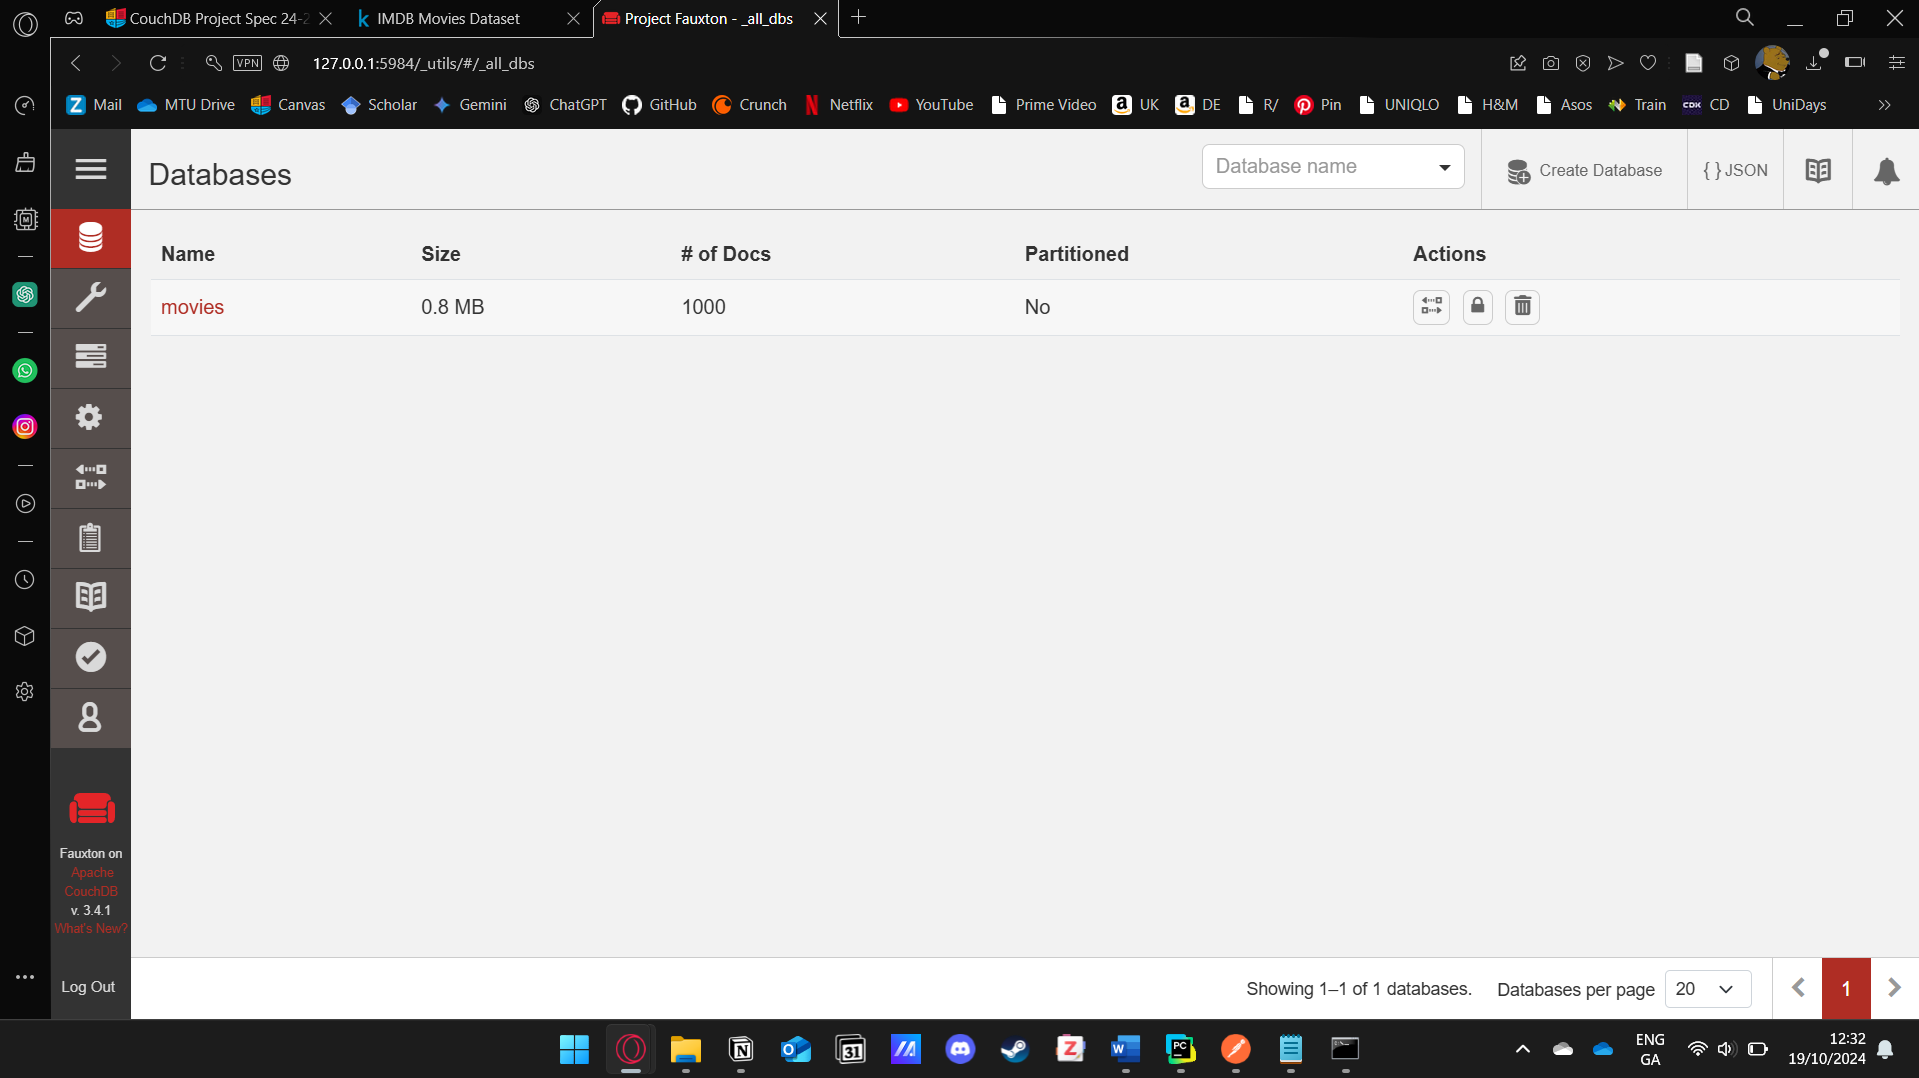 CouchDB Project Spec 24-2
IMDB Movies Dataset
Project Fauxton - _all_dbs
VPN
127.0.0.1:5984/_utils/#/_all_dbs
Mail
MTU Drive
Canvas
Scholar
Gemini
ChatGPT
GitHub
Crunch
Netflix
YouTube
Prime Video
UK
DE
R/
Pin
UNIQLO
H&M
Asos
Train
CD
UniDays
Databases
Database name
Create Database
{ } JSON
Name Size # of Docs Partitioned Actions
movies 0.8 MB 1000 No
Fauxton on
Apache
CouchDB
v. 3.4.1
What's New?
Log Out
Showing 1–1 of 1 databases.
Databases per page
20
1
31
ENG
GA
12:32
19/10/2024